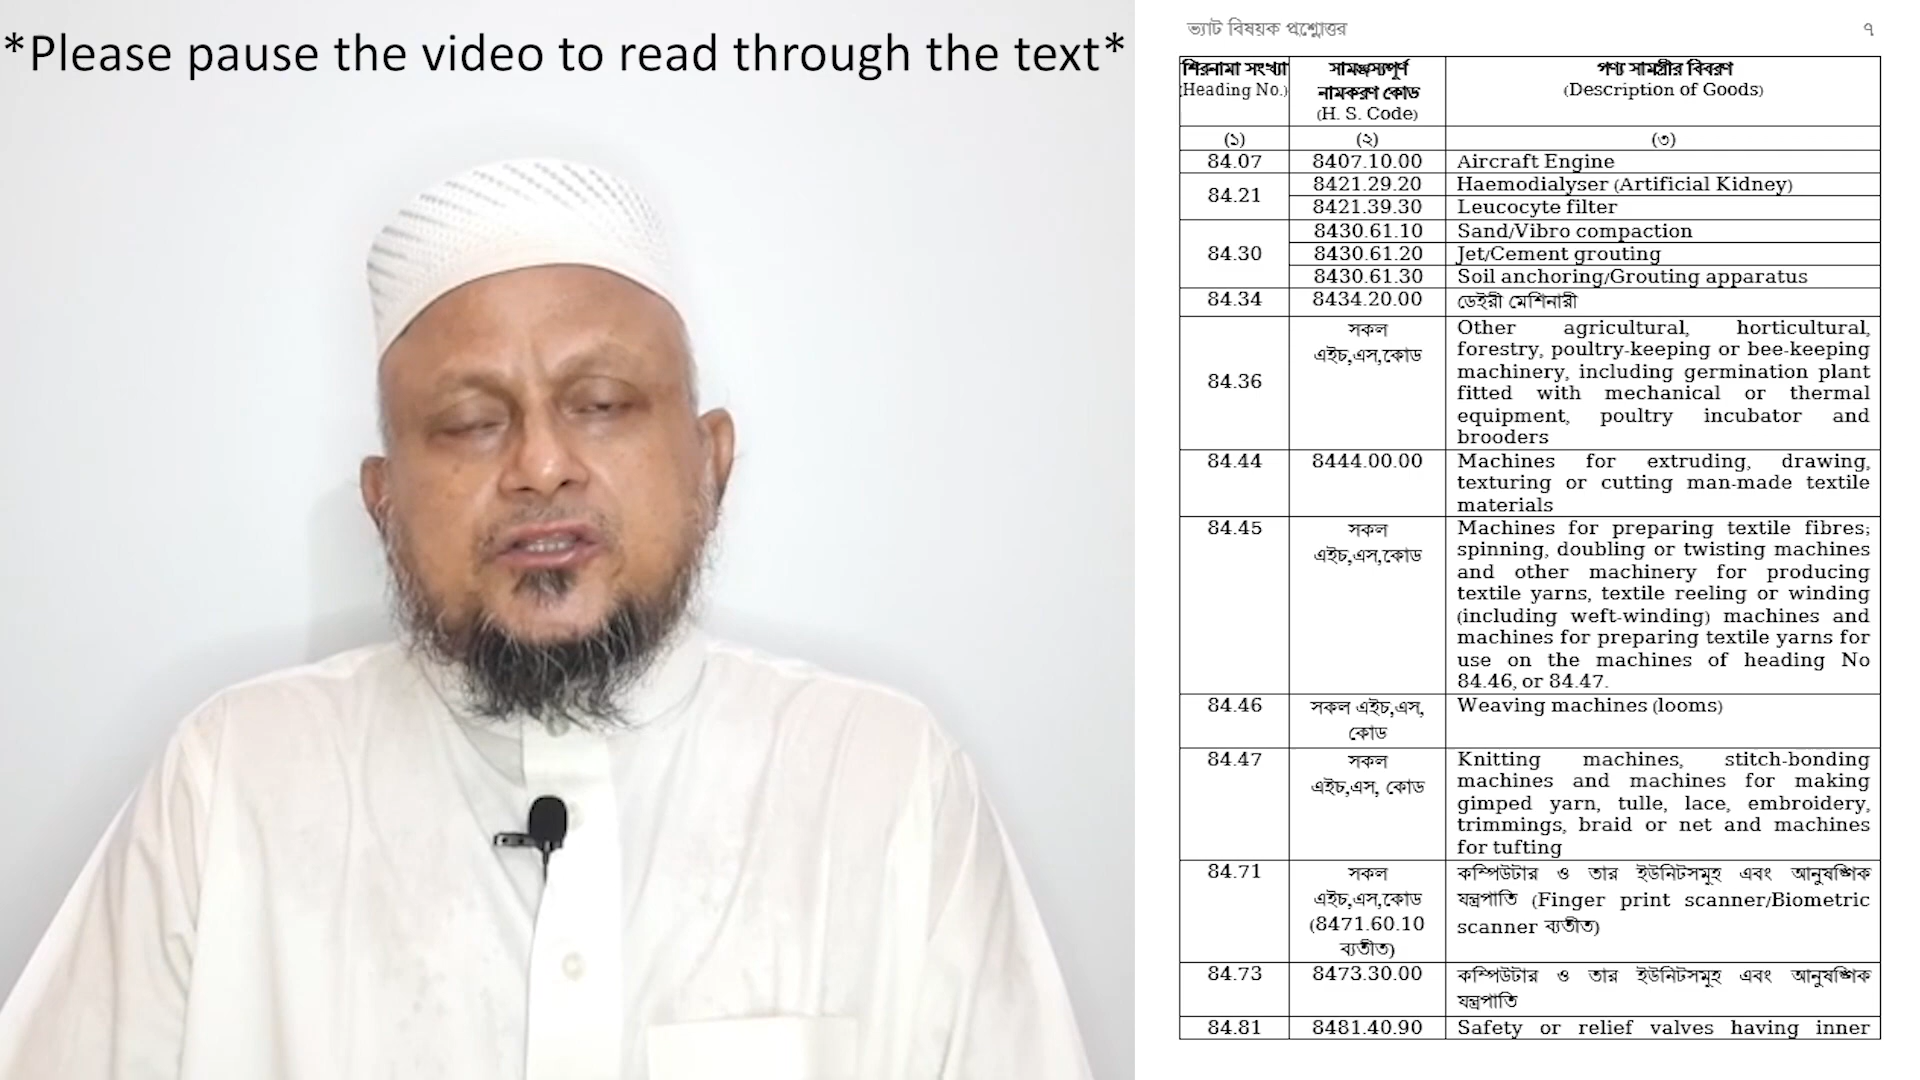 *Please pause the video to read through the text*
ভ্যাট বিষয়ক প্রশ্নোত্তর ৭
শিরনামা সংখ্যা
(Heading No.)
সামঞ্জস্যপূর্ণ
নামকরণ কোড
(H. S. Code)
পণ্য সামগ্রীর বিবরণ
(Description of Goods)
(১) (২) (৩)
84.07 8407.10.00 Aircraft Engine
84.21
8421.29.20 Haemodialyser (Artificial Kidney)
8421.39.30 Leucocyte filter
84.30
8430.61.10 Sand/Vibro compaction
8430.61.20 Jet/Cement grouting
8430.61.30 Soil anchoring/Grouting apparatus
84.34 8434.20.00 ডেইরী মেশিনারী
84.36
সকল
এইচ,এস,কোড
Other agricultural, horticultural,
forestry, poultry-keeping or bee-keeping
machinery, including germination plant
fitted with mechanical or thermal
equipment, poultry incubator and
brooders
84.44 8444.00.00 Machines for extruding, drawing,
texturing or cutting man-made textile
materials
84.45
সকল
এইচ,এস,কোড
Machines for preparing textile fibres;
spinning, doubling or twisting machines
and other machinery for producing
textile yarns, textile reeling or winding
(including weft-winding) machines and
machines for preparing textile yarns for
use on the machines of heading No
84.46, or 84.47.
84.46
সকল এইচ,এস,
কোড
Weaving machines (looms)
84.47
সকল
এইচ,এস, কোড
Knitting machines, stitch-bonding
machines and machines for making
gimped yarn, tulle, lace, embroidery,
trimmings, braid or net and machines
for tufting
84.71
সকল
এইচ,এস,কোড
(8471.60.10
ব্যতীত)
কম্পিউটার ও তার ইউনিটসমূহ এবং আনুষঙ্গিক
যন্ত্রপাতি (Finger print scanner/Biometric
scanner ব্যতীত)
84.73 8473.30.00 কম্পিউটার ও তার ইউনিটসমূহ এবং আনুষঙ্গিক
যন্ত্রপাতি
84.81 8481.40.90 Safety or relief valves having inner